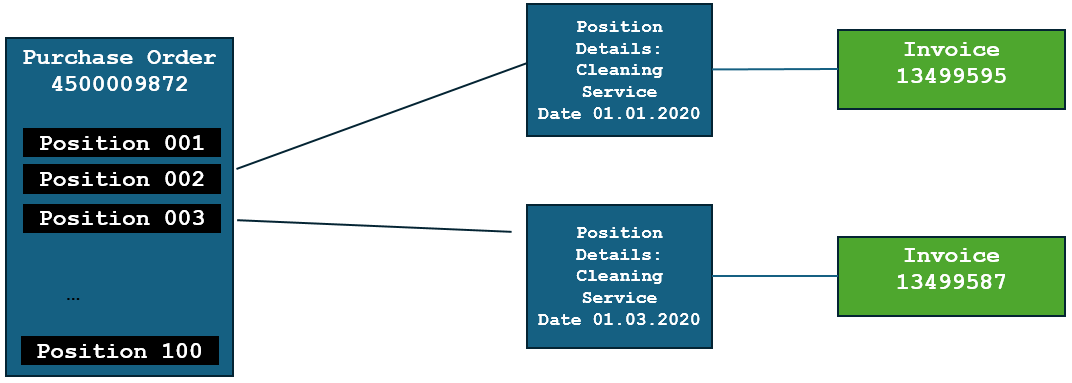 Purchase Order
4500009872
Position 001
Position 002
Position 003
…
Position 100
Position
Details:
Cleaning
Service
Date 01.01.2020
Invoice
13499595
Position
Details:
Cleaning
Service
Date 01.03.2020
Invoice
13499587